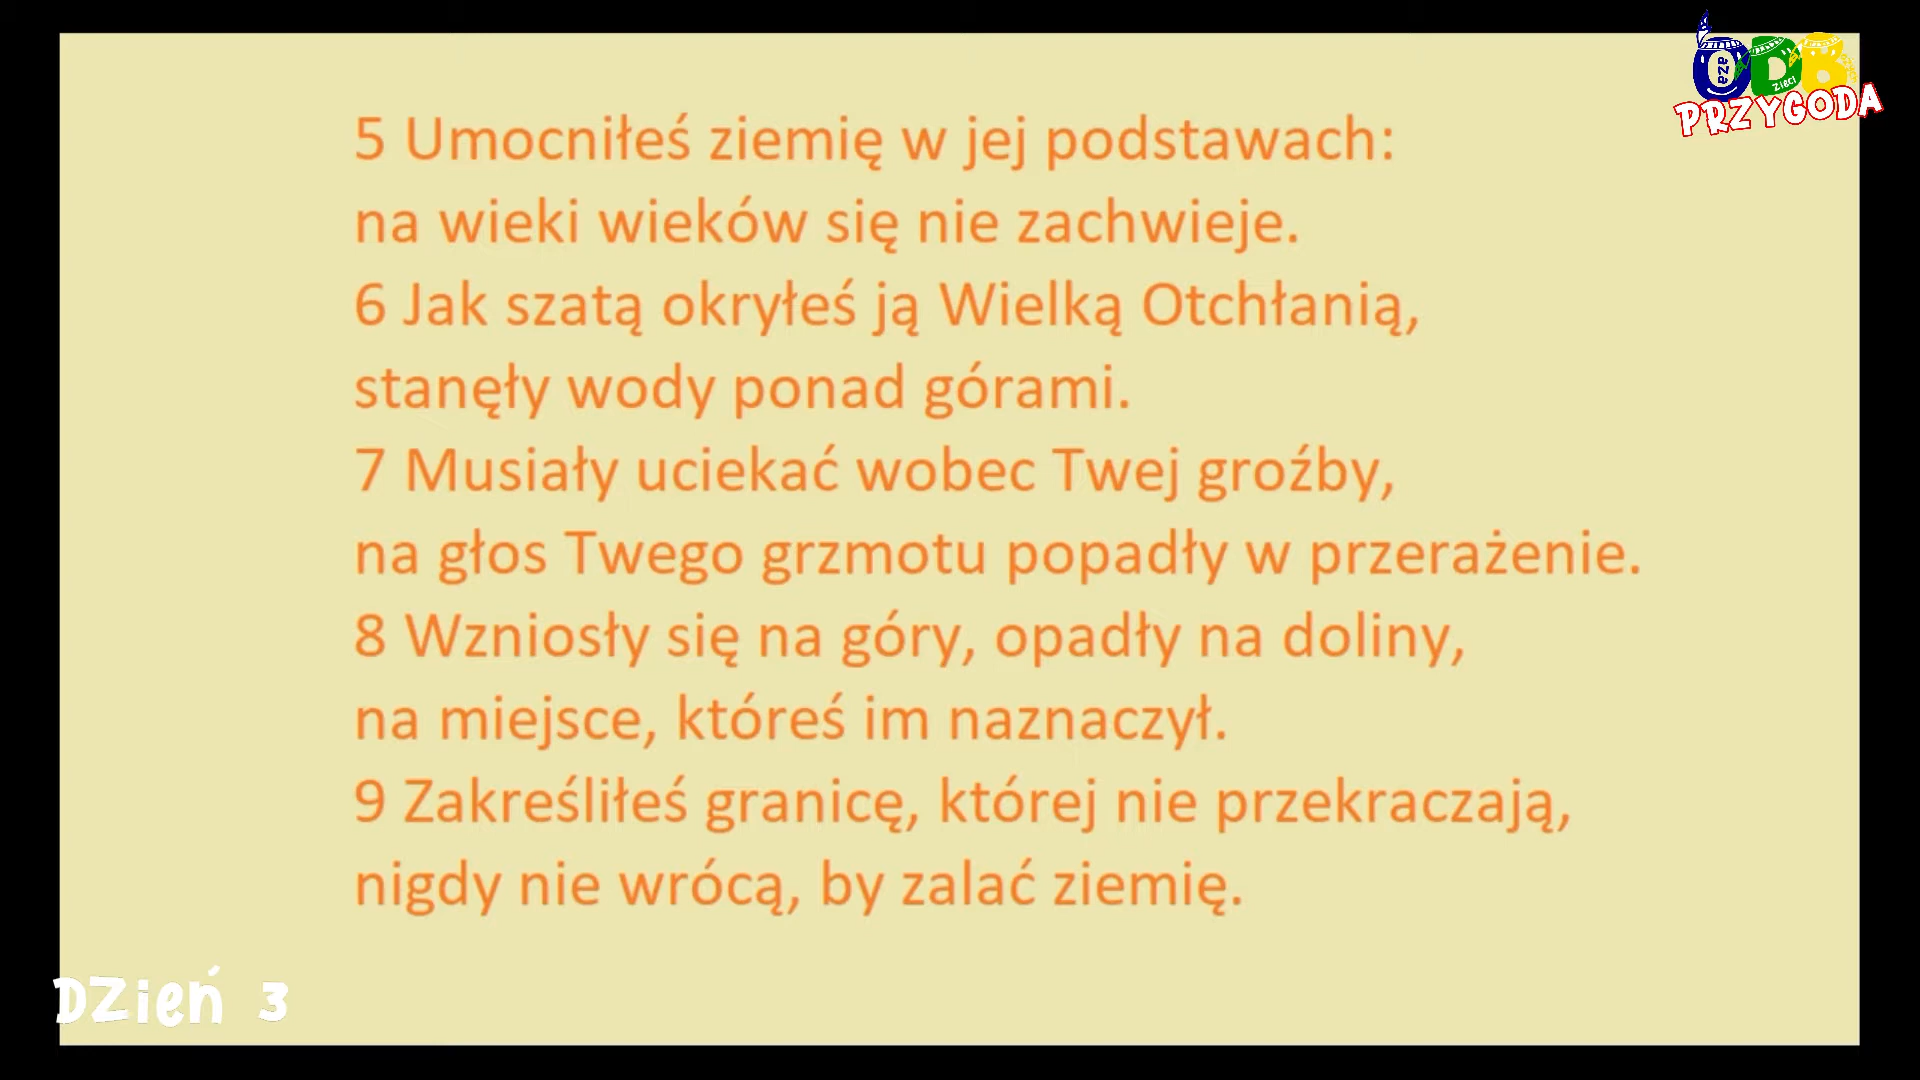 O D B
aza zieci
PRZYGODA
5 Umocniłeś ziemię w jej podstawach:
na wieki wieków się nie zachwieje.
6 Jak szatą okryłeś ją Wielką Otchłanią,
stanęły wody ponad górami.
7 Musiały uciekać wobec Twej groźby,
na głos Twego grzmotu popadły w przerażenie.
8 Wzniosły się na góry, opadły na doliny,
na miejsce, któreś im naznaczył.
9 Zakreśliłeś granicę, której nie przekraczają,
nigdy nie wrócą, by zalać ziemię.
DZień 3